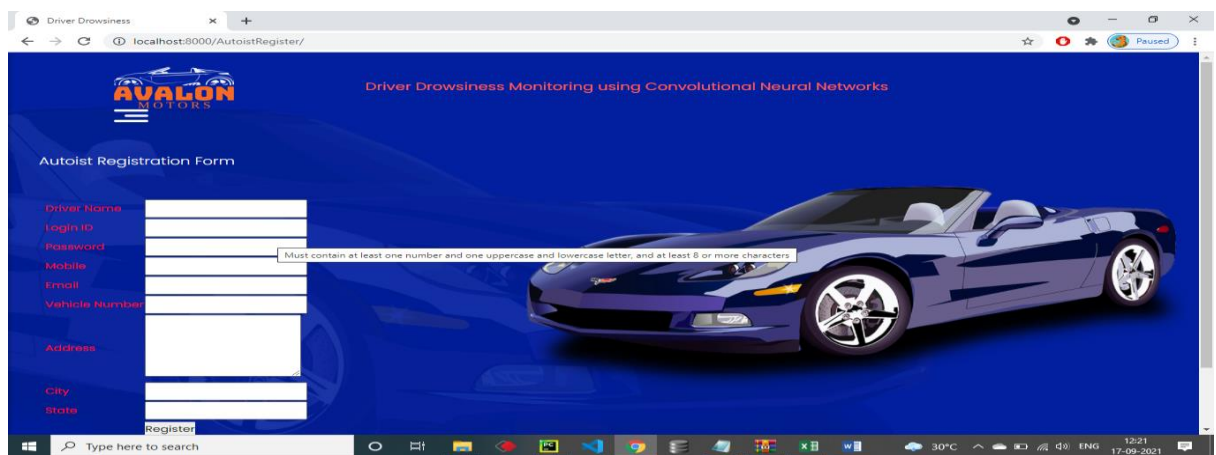 Driver Drowsiness
localhost:8000/AutoistRegister/
Paused
AVALON
MOTORS
Driver Drowsiness Monitoring using Convolutional Neural Networks
Autoist Registration Form
Driver Name
Login ID
Password
Must contain at least one number and one uppercase and lowercase letter, and at least 8 or more characters
Mobile
Email
Vehicle Number
Address
City
State
Register
Type here to search
PC
30°C
ENG
12:21
17-09-2021